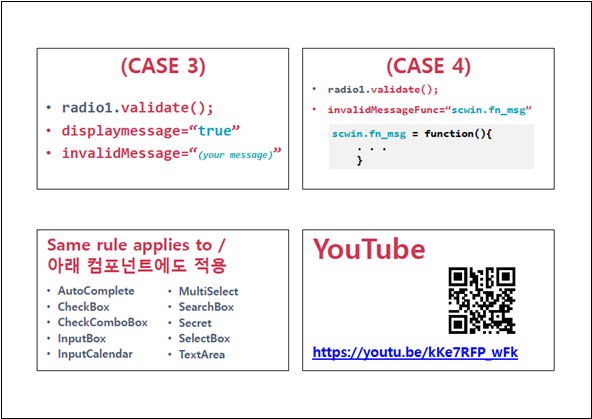 (CASE 3)
• radio1.validate();
• displaymessage=“true”
• invalidMessage=“(your message)”
(CASE 4)
• radio1.validate();
• invalidMessageFunc=“scwin.fn_msg”
scwin.fn_msg = function(){
. . .
}
Same rule applies to /
아래 컴포넌트에도 적용
• AutoComplete
• CheckBox
• CheckComboBox
• InputBox
• InputCalendar
• MultiSelect
• SearchBox
• Secret
• SelectBox
• TextArea
YouTube
https://youtu.be/kKe7RFP_wFk